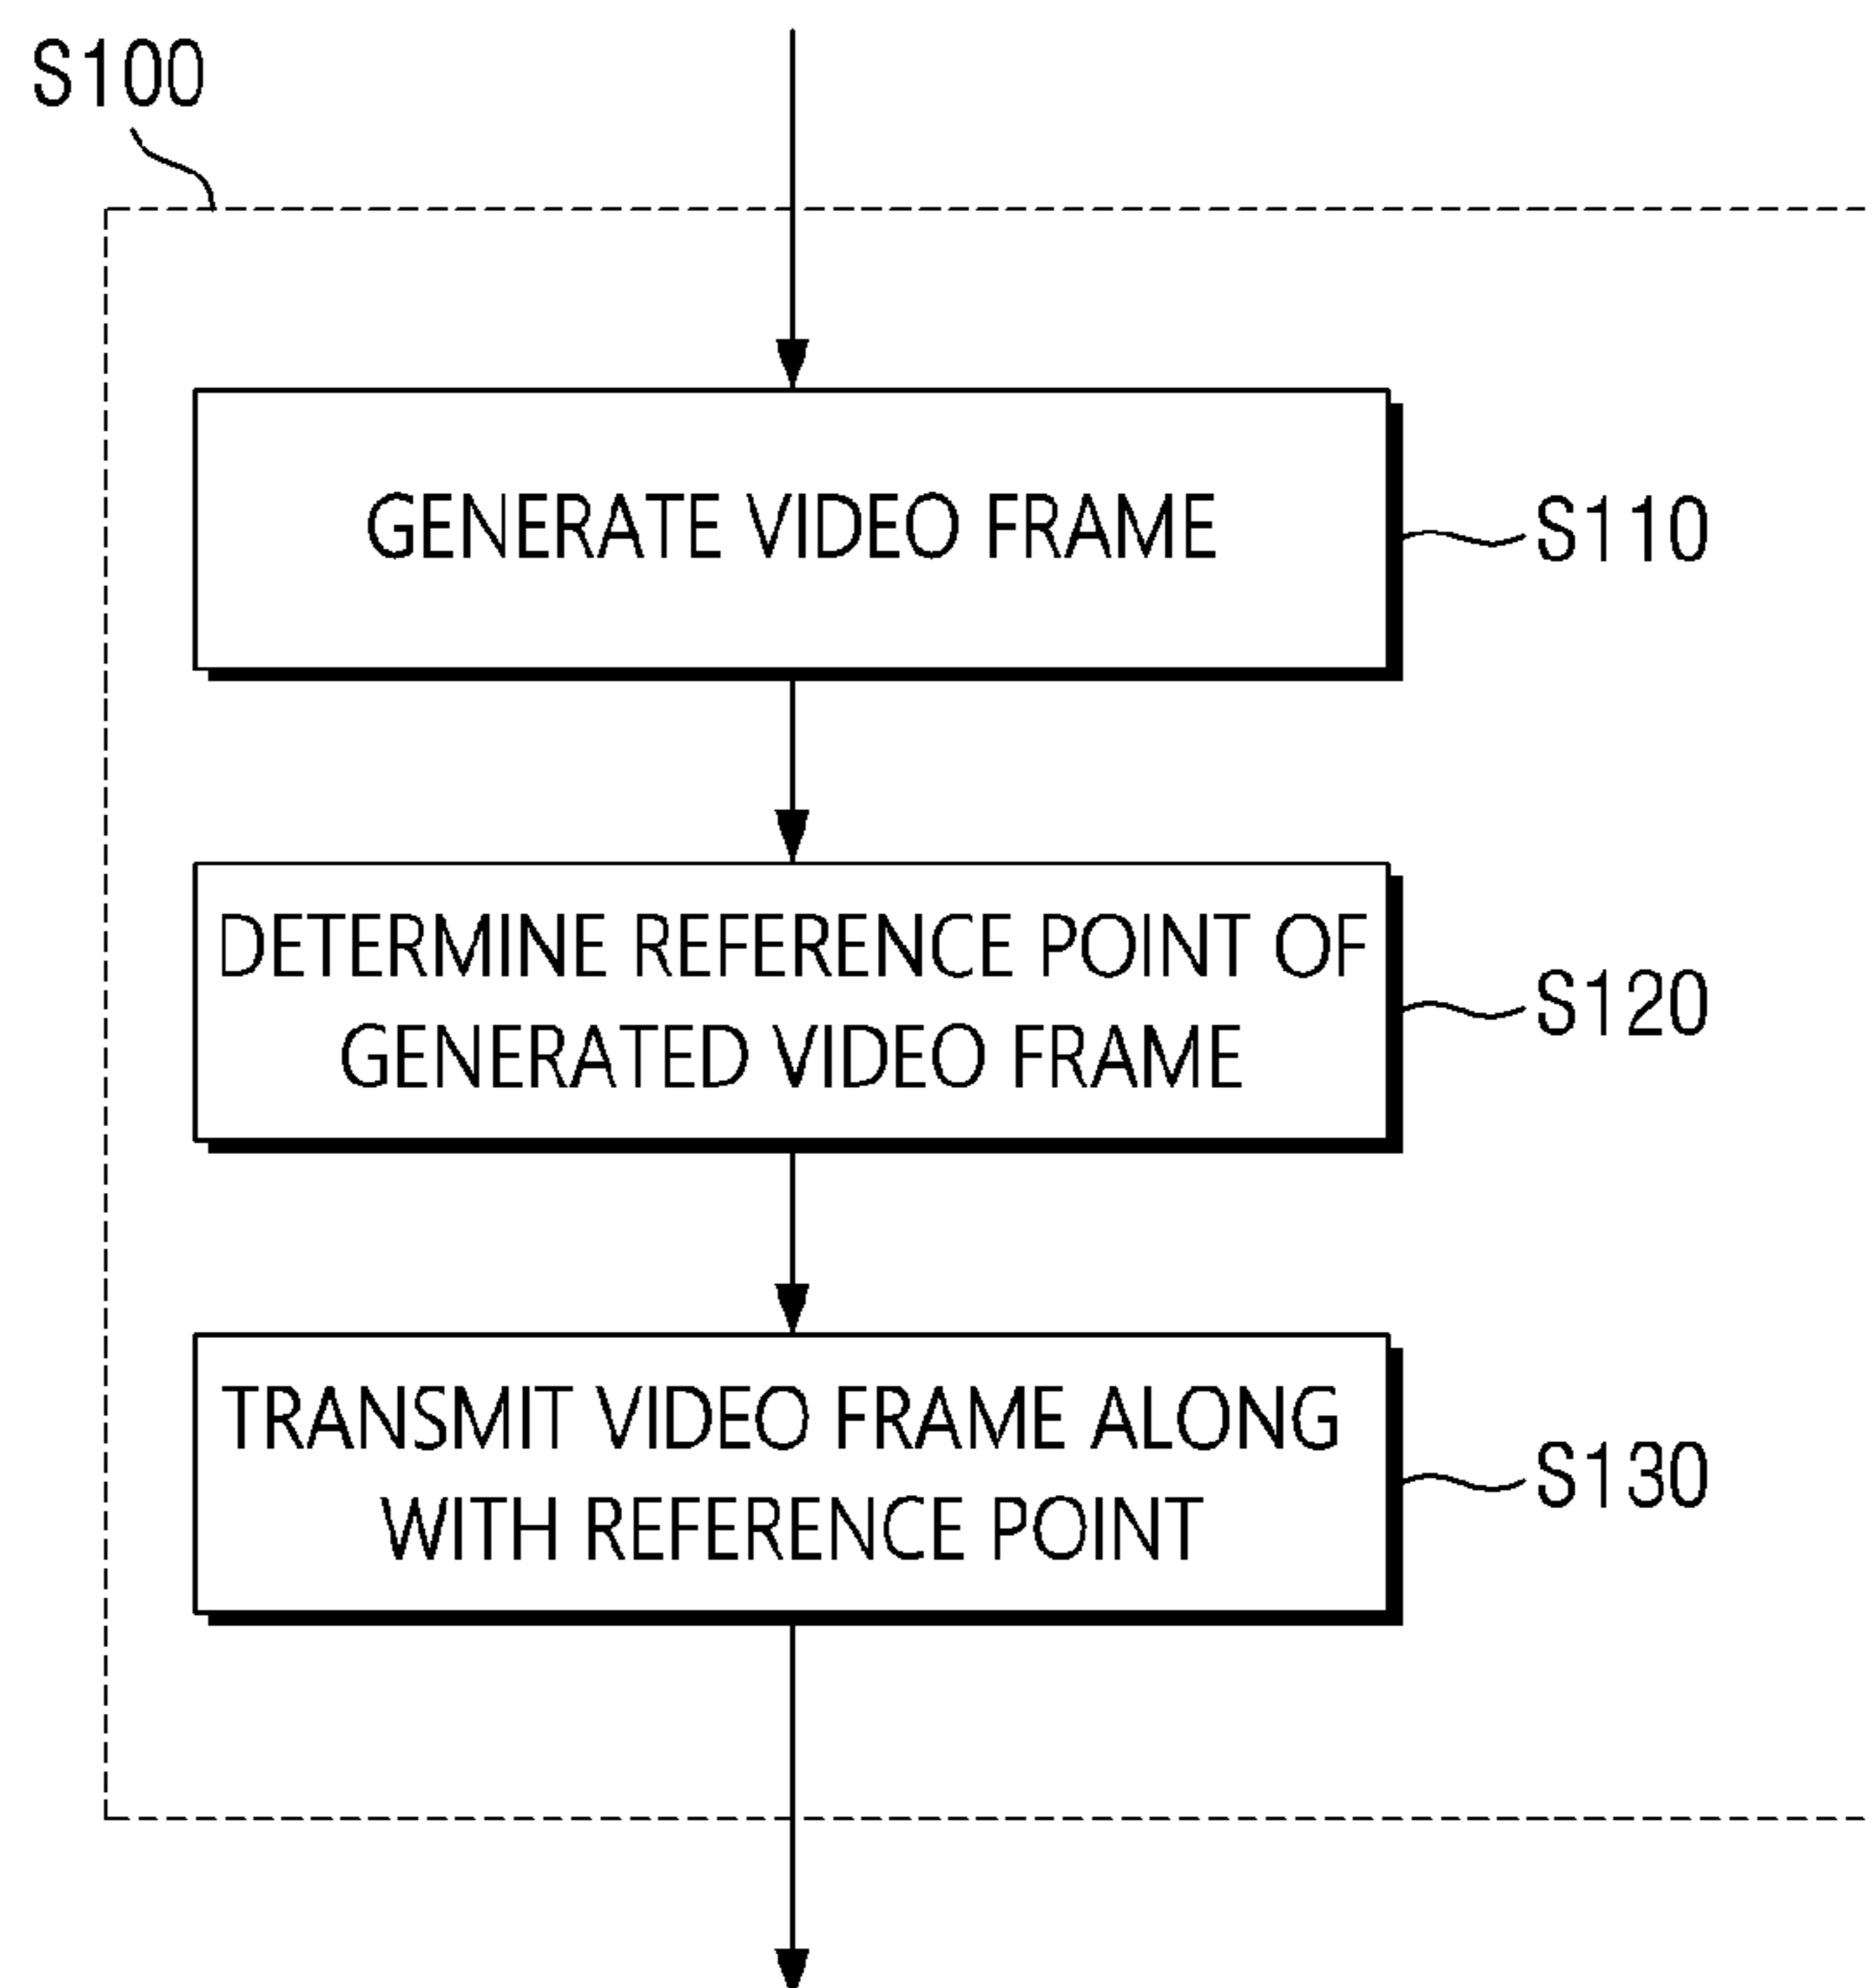 S100
GENERATE VIDEO FRAME
S110
DETERMINE REFERENCE POINT OF
GENERATED VIDEO FRAME
S120
TRANSMIT VIDEO FRAME ALONG
WITH REFERENCE POINT
S130